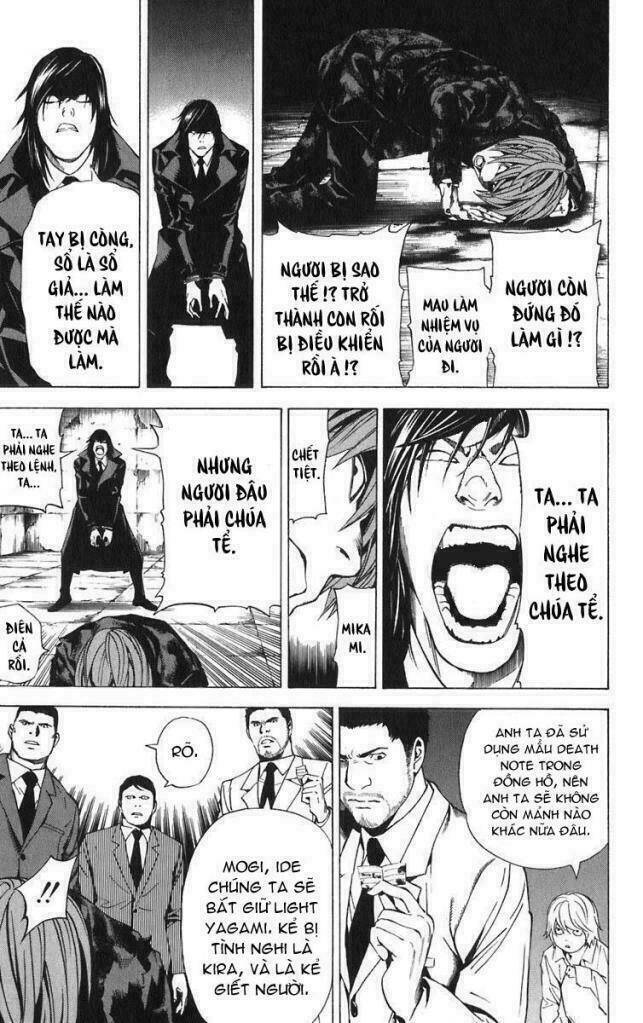 NGƯƠI CÒN
ĐỨNG ĐÓ
LÀM GÌ !?
MAU LÀM
NHIỆM VỤ
CỦA NGƯƠI
ĐI.
NGƯƠI BỊ SAO
THẾ !? TRỞ
THÀNH CON RỐI
BỊ ĐIỀU KHIỂN
RỒI À !?
TAY BỊ CÒNG,
SỔ LÀ SỔ
GIẢ... LÀM
THẾ NÀO
ĐƯỢC MÀ
LÀM.
TA... TA
PHẢI
NGHE
THEO
CHÚA TỂ.
CHẾT
TIỆT.
MIKA
MI.
NHƯNG
NGƯƠI ĐÂU
PHẢI CHÚA
TỂ.
TA... TA
PHẢI NGHE
THEO LỆNH,
TA...
ĐIÊN
CẢ
RỒI.
ANH TA ĐÃ SỬ
DỤNG MẨU DEATH
NOTE TRONG
ĐỒNG HỒ, NÊN
ANH TA SẼ KHÔNG
CÒN MẢNH NÀO
KHÁC NỮA ĐÂU.
RÕ.
MOGI, IDE
CHÚNG TA SẼ
BẮT GIỮ LIGHT
YAGAMI. KẺ BỊ
TÌNH NGHI LÀ
KIRA, VÀ LÀ KẺ
GIẾT NGƯỜI.
!!